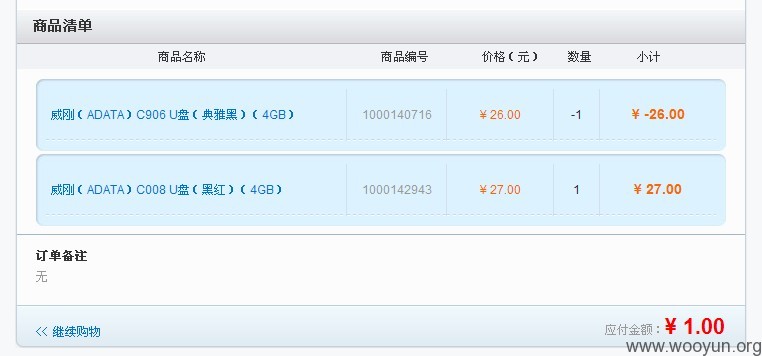 商品清单
商品名称 商品编号 价格（元） 数量 小计
威刚（ADATA）C906 U盘（典雅黑）（4GB） 1000140716 ¥ 26.00 -1 ¥ -26.00
威刚（ADATA）C008 U盘（黑红）（4GB） 1000142943 ¥ 27.00 1 ¥ 27.00
订单备注
无
<< 继续购物 应付金额：¥ 1.00
www.wooyun.org